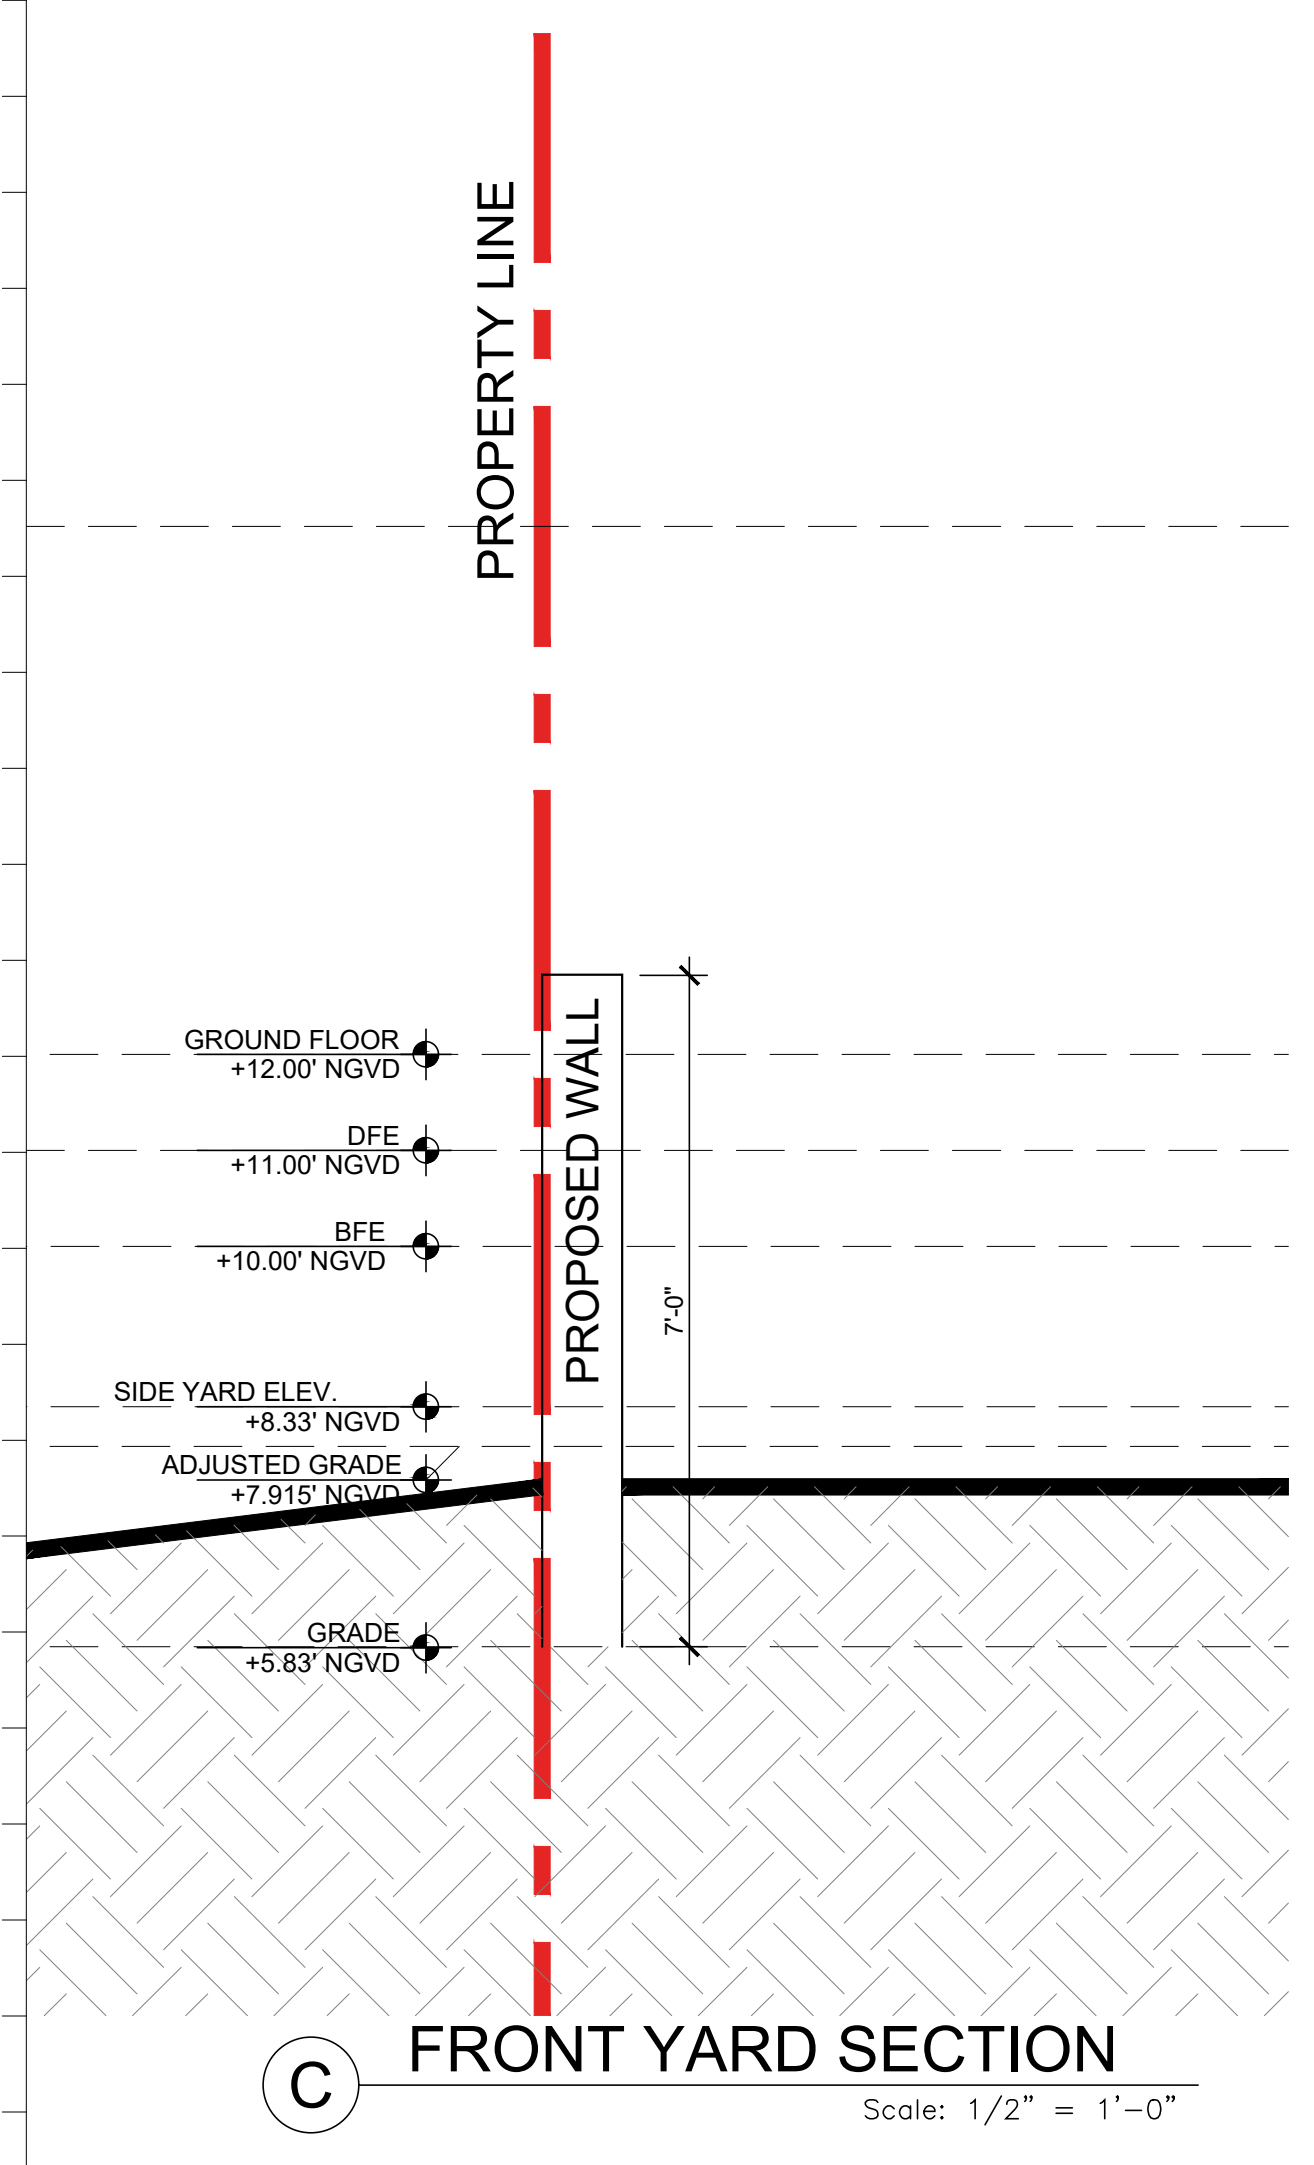 PROPERTY LINE
GROUND FLOOR
+12.00' NGVD
PROPOSED WALL
DFE
+11.00' NGVD
BFE
+10.00' NGVD
7'-0"
SIDE YARD ELEV.
+8.33' NGVD
ADJUSTED GRADE
+7.915' NGVD
GRADE
+5.83' NGVD
C
FRONT YARD SECTION
Scale: 1/2" = 1'-0"